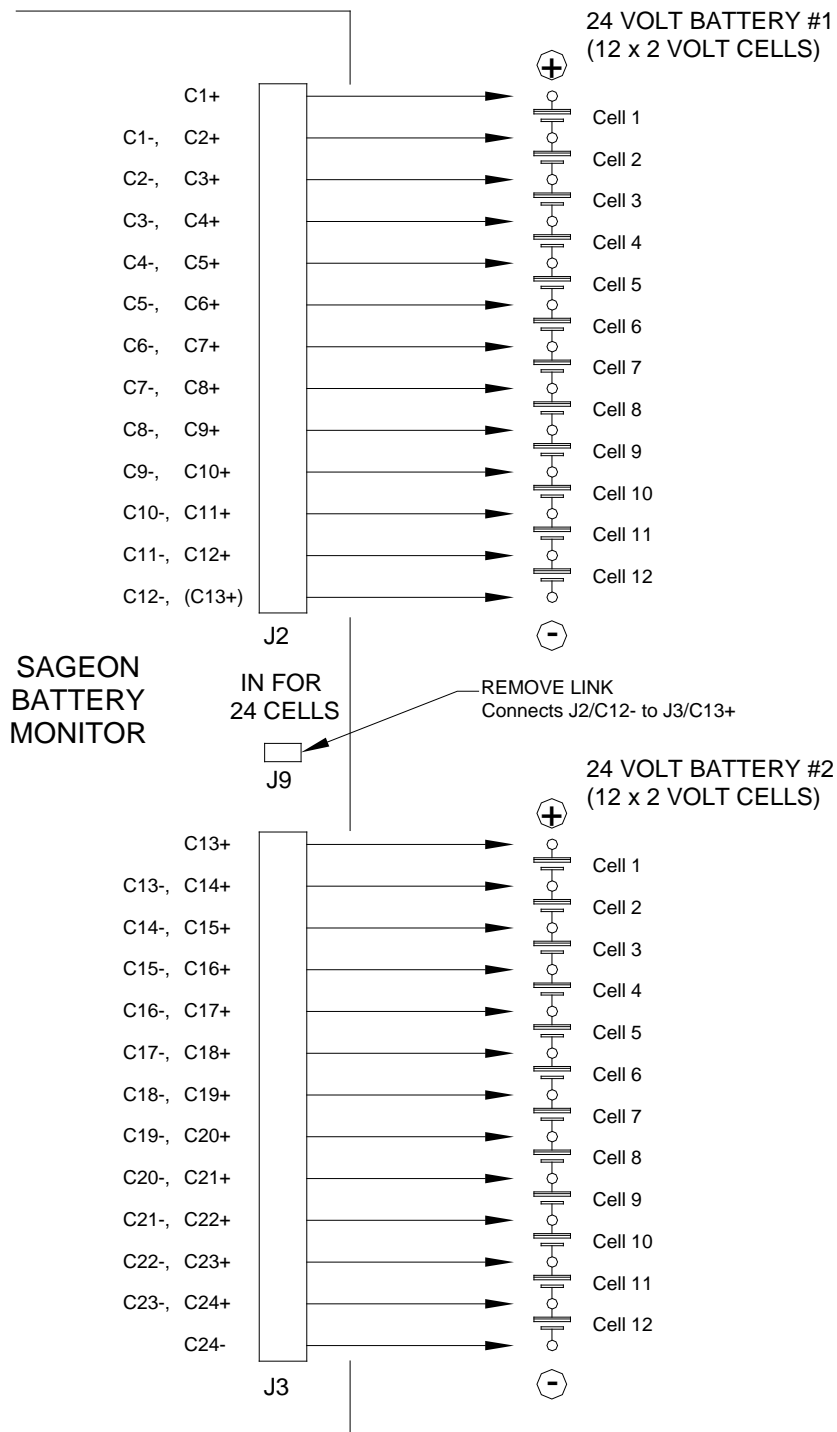 24 VOLT BATTERY #1
(12 x 2 VOLT CELLS)
+
C1+
Cell 1
C1-, C2+
Cell 2
C2-, C3+
Cell 3
C3-, C4+
Cell 4
C4-, C5+
Cell 5
C5-, C6+
Cell 6
C6-, C7+
Cell 7
C7-, C8+
Cell 8
C8-, C9+
Cell 9
C9-, C10+
Cell 10
C10-, C11+
Cell 11
C11-, C12+
Cell 12
C12-, (C13+)
J2
-
SAGEON
BATTERY
MONITOR
IN FOR
24 CELLS
REMOVE LINK
Connects J2/C12- to J3/C13+
J9
24 VOLT BATTERY #2
(12 x 2 VOLT CELLS)
+
C13+
Cell 1
C13-, C14+
Cell 2
C14-, C15+
Cell 3
C15-, C16+
Cell 4
C16-, C17+
Cell 5
C17-, C18+
Cell 6
C18-, C19+
Cell 7
C19-, C20+
Cell 8
C20-, C21+
Cell 9
C21-, C22+
Cell 10
C22-, C23+
Cell 11
C23-, C24+
Cell 12
C24-
J3
-